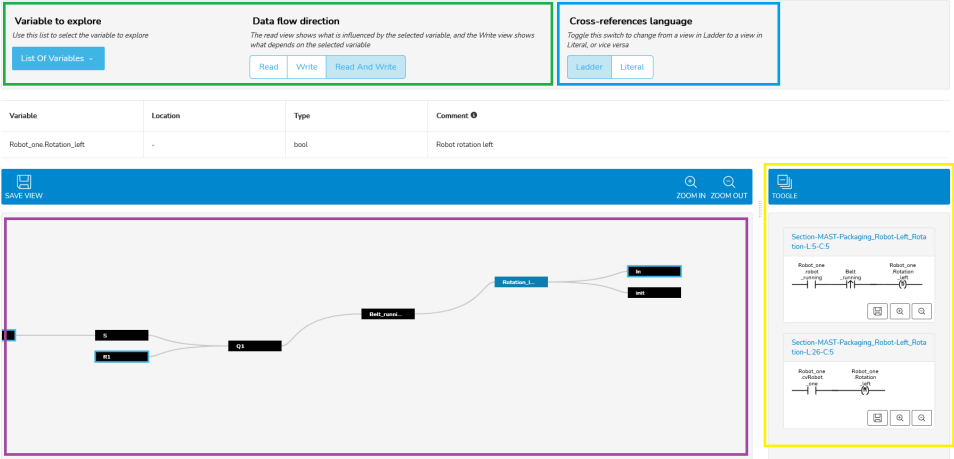 Variable to explore
Use this list to select the variable to explore
List Of Variables
Data flow direction
The read view shows what is influenced by the selected variable, and the Write view shows
what depends on the selected variable
Read
Write
Read And Write
Cross-references language
Toggle this switch to change from a view in Ladder to a view in
Literal, or vice versa
Ladder
Literal
Variable
Location
Type
Comment
Robot_one.Rotation_left
-
bool
Robot rotation left
SAVE VIEW
ZOOM IN
ZOOM OUT
TOOGLE
S
R1
Q1
Belt_runni...
Rotation_l...
In
init
Section-MAST-Packaging_Robot-Left_Rota
tion-L:5-C:5
Robot_one
.robot
_running
Belt
_running
Robot_one
.Rotation
_left
(S)
Section-MAST-Packaging_Robot-Left_Rota
tion-L:26-C:5
Robot_one
.cvRobot
_one
Robot_one
.Rotation
_left
(R)